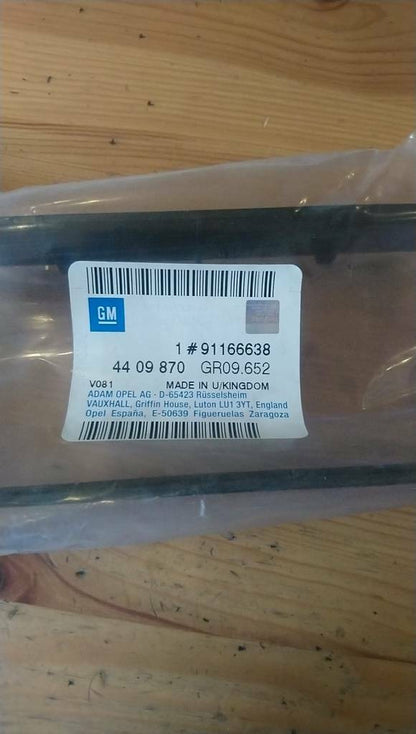 GM
1 # 91166638
44 09 870 GR09.652
V081 MADE IN U/KINGDOM
ADAM OPEL AG - D-65423 Rüsselsheim
VAUXHALL, Griffin House, Luton LU1 3YT, England
Opel España, E-50639 Figueruelas Zaragoza